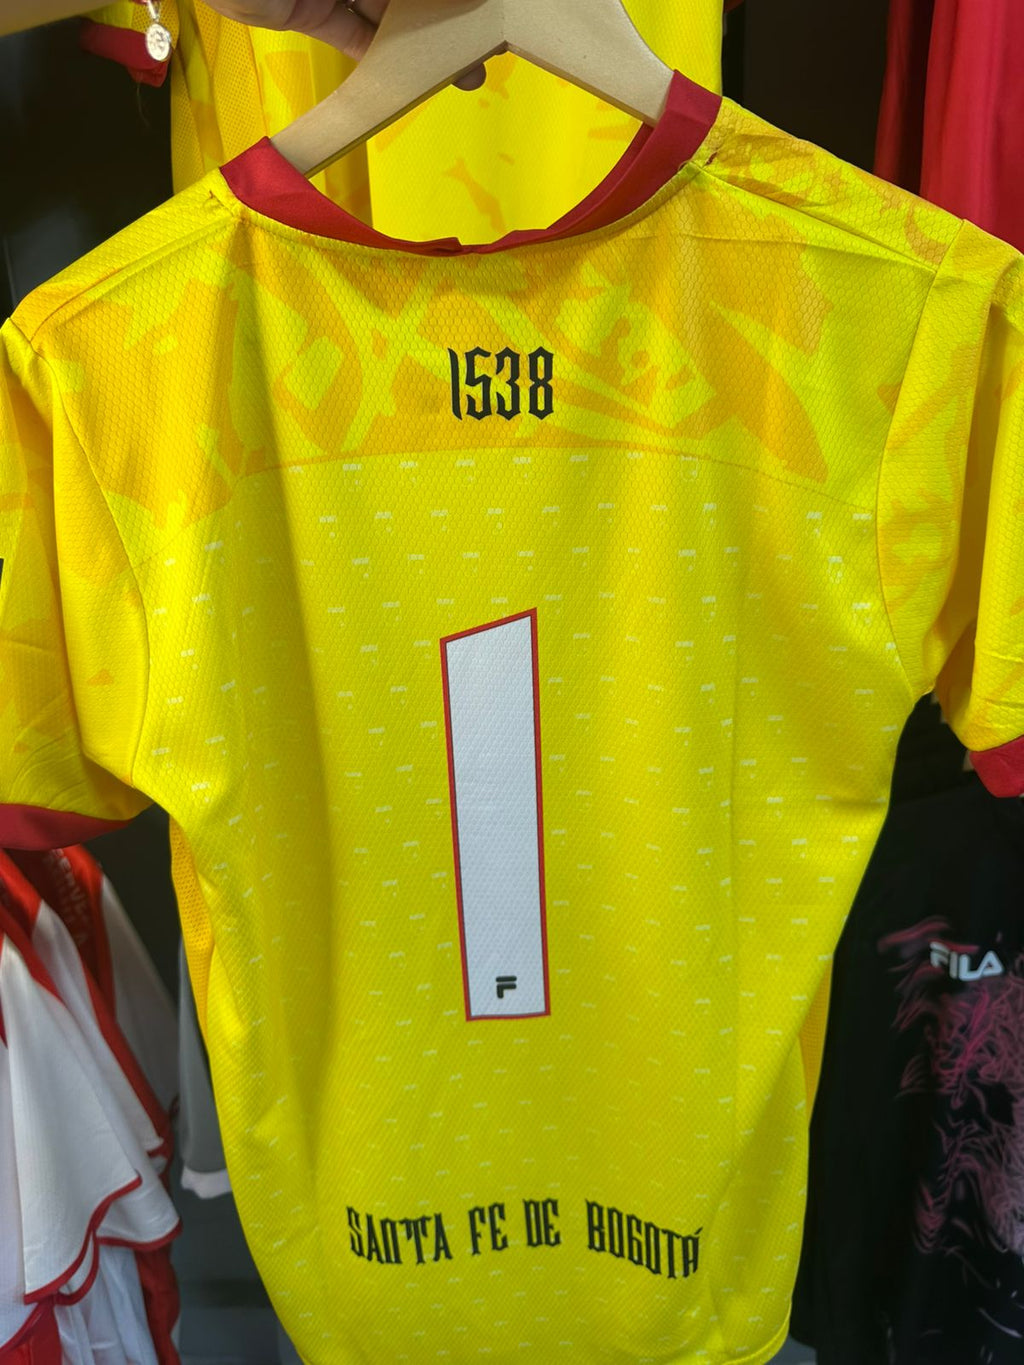 1538
1
F
SANTA FE DE BOGOTÁ
FILA